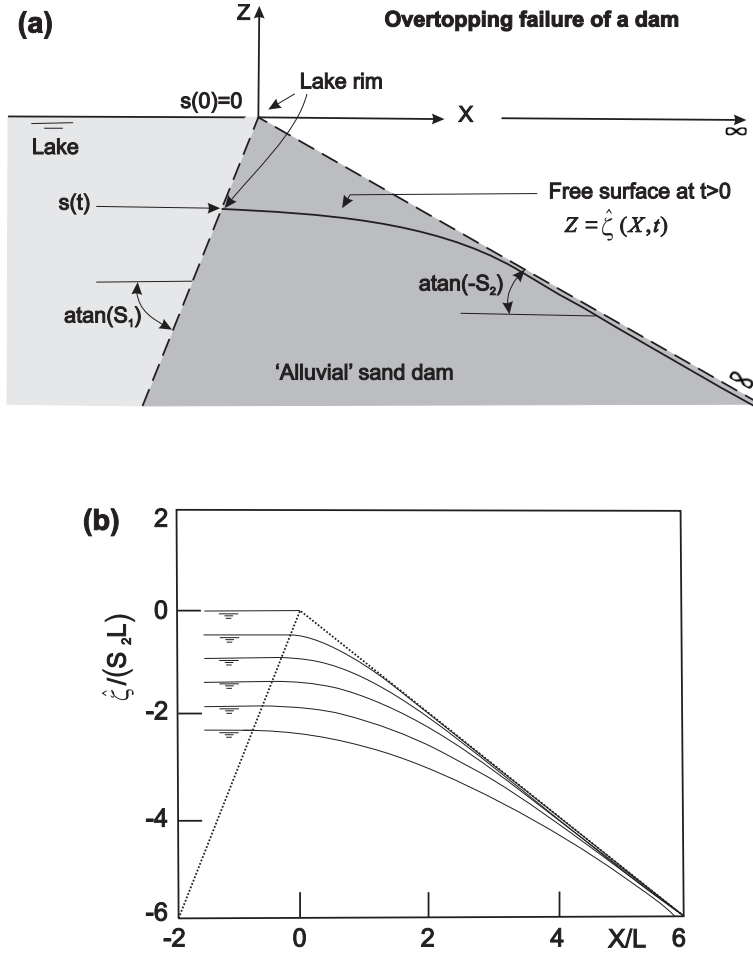 (a)
Z
Overtopping failure of a dam
Lake rim
s(0)=0
X
∞
Lake
s(t)
Free surface at t>0
Z = ζ̂ (X,t)
atan(-S₂)
atan(S₁)
'Alluvial' sand dam
∞
(b)
2
0
-2
-4
-6
ζ̂/(S₂L)
-2
0
2
4
X/L
6